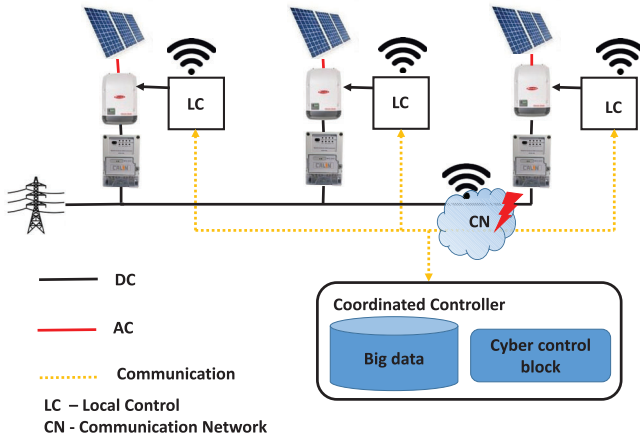 LC
LC
LC
CN
DC
AC
Communication
LC – Local Control
CN - Communication Network
Coordinated Controller
Big data
Cyber control
block